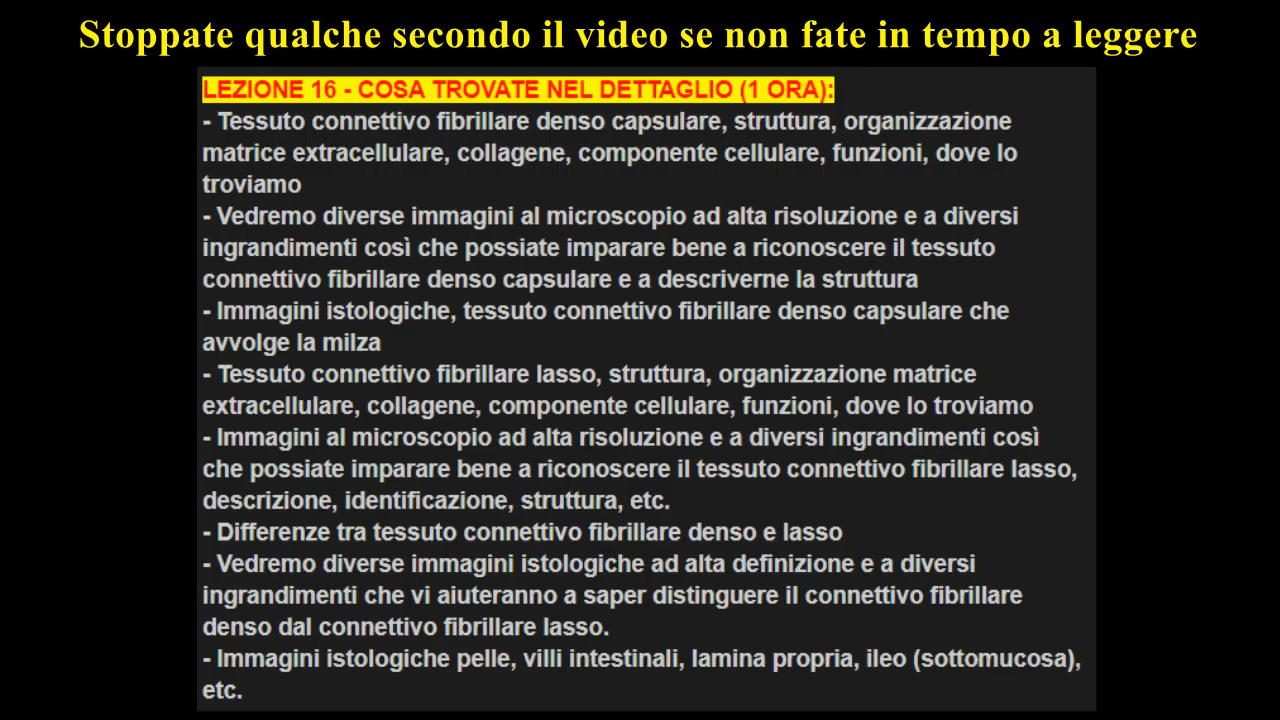 Stoppate qualche secondo il video se non fate in tempo a leggere
LEZIONE 16 - COSA TROVATE NEL DETTAGLIO (1 ORA):
- Tessuto connettivo fibrillare denso capsulare, struttura, organizzazione
matrice extracellulare, collagene, componente cellulare, funzioni, dove lo
troviamo
- Vedremo diverse immagini al microscopio ad alta risoluzione e a diversi
ingrandimenti così che possiate imparare bene a riconoscere il tessuto
connettivo fibrillare denso capsulare e a descriverne la struttura
- Immagini istologiche, tessuto connettivo fibrillare denso capsulare che
avvolge la milza
- Tessuto connettivo fibrillare lasso, struttura, organizzazione matrice
extracellulare, collagene, componente cellulare, funzioni, dove lo troviamo
- Immagini al microscopio ad alta risoluzione e a diversi ingrandimenti così
che possiate imparare bene a riconoscere il tessuto connettivo fibrillare lasso,
descrizione, identificazione, struttura, etc.
- Differenze tra tessuto connettivo fibrillare denso e lasso
- Vedremo diverse immagini istologiche ad alta definizione e a diversi
ingrandimenti che vi aiuteranno a saper distinguere il connettivo fibrillare
denso dal connettivo fibrillare lasso.
- Immagini istologiche pelle, villi intestinali, lamina propria, ileo (sottomucosa),
etc.